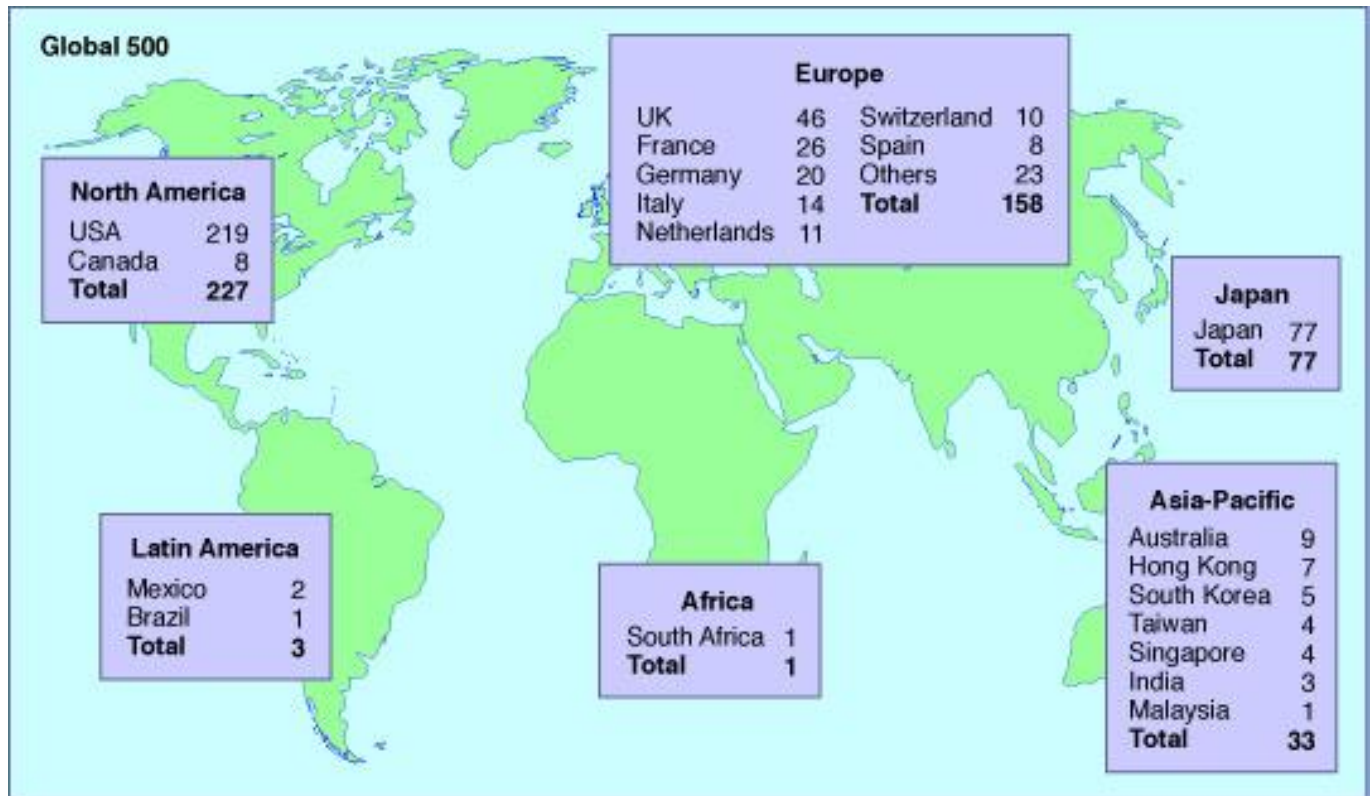 Global 500
Europe
UK 46 Switzerland 10
France 26 Spain 8
Germany 20 Others 23
Italy 14 Total 158
Netherlands 11
North America
USA 219
Canada 8
Total 227
Japan
Japan 77
Total 77
Latin America
Mexico 2
Brazil 1
Total 3
Africa
South Africa 1
Total 1
Asia-Pacific
Australia 9
Hong Kong 7
South Korea 5
Taiwan 4
Singapore 4
India 3
Malaysia 1
Total 33